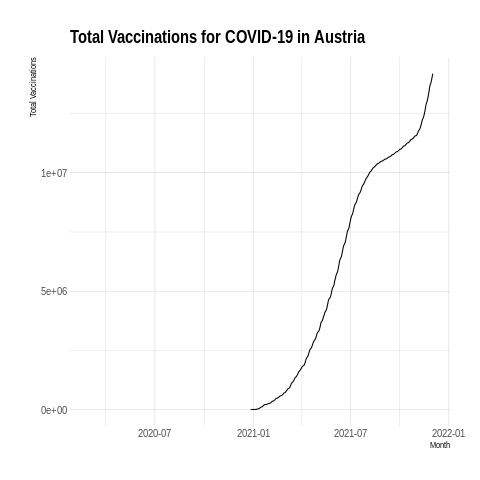 Total Vaccinations for COVID-19 in Austria
Total Vaccinations
1e+07
5e+06
0e+00
2020-07 2021-01 2021-07 2022-01
Month